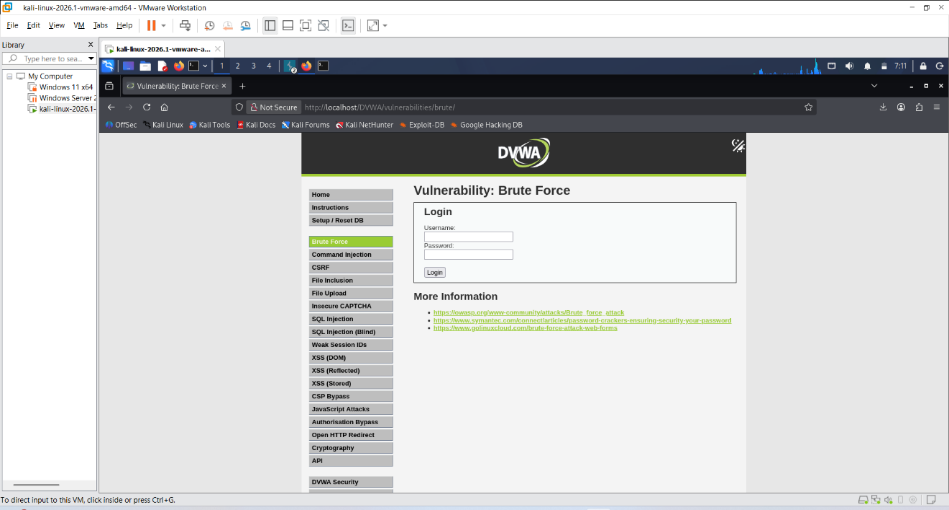 kali-linux-2026.1-vmware-amd64 - VMware Workstation
File Edit View VM Tabs Help
Library
Type here to sea...
My Computer
Windows 11 x64
Windows Server 2
kali-linux-2026.1-
kali-linux-2026.1-vmware-a...
1 2 3 4
7:11
Vulnerability: Brute Force
Not Secure http://localhost/DVWA/vulnerabilities/brute/
OffSec Kali Linux Kali Tools Kali Docs Kali Forums Kali NetHunter Exploit-DB Google Hacking DB
DVWA
Home
Instructions
Setup / Reset DB
Brute Force
Command Injection
CSRF
File Inclusion
File Upload
Insecure CAPTCHA
SQL Injection
SQL Injection (Blind)
Weak Session IDs
XSS (DOM)
XSS (Reflected)
XSS (Stored)
CSP Bypass
JavaScript Attacks
Authorisation Bypass
Open HTTP Redirect
Cryptography
API
DVWA Security
Vulnerability: Brute Force
Login
Username:
Password:
Login
More Information
https://owasp.org/www-community/attacks/Brute_force_attack
https://www.symantec.com/connect/articles/password-crackers-ensuring-security-your-password
https://www.golinuxcloud.com/brute-force-attack-web-forms
To direct input to this VM, click inside or press Ctrl+G.